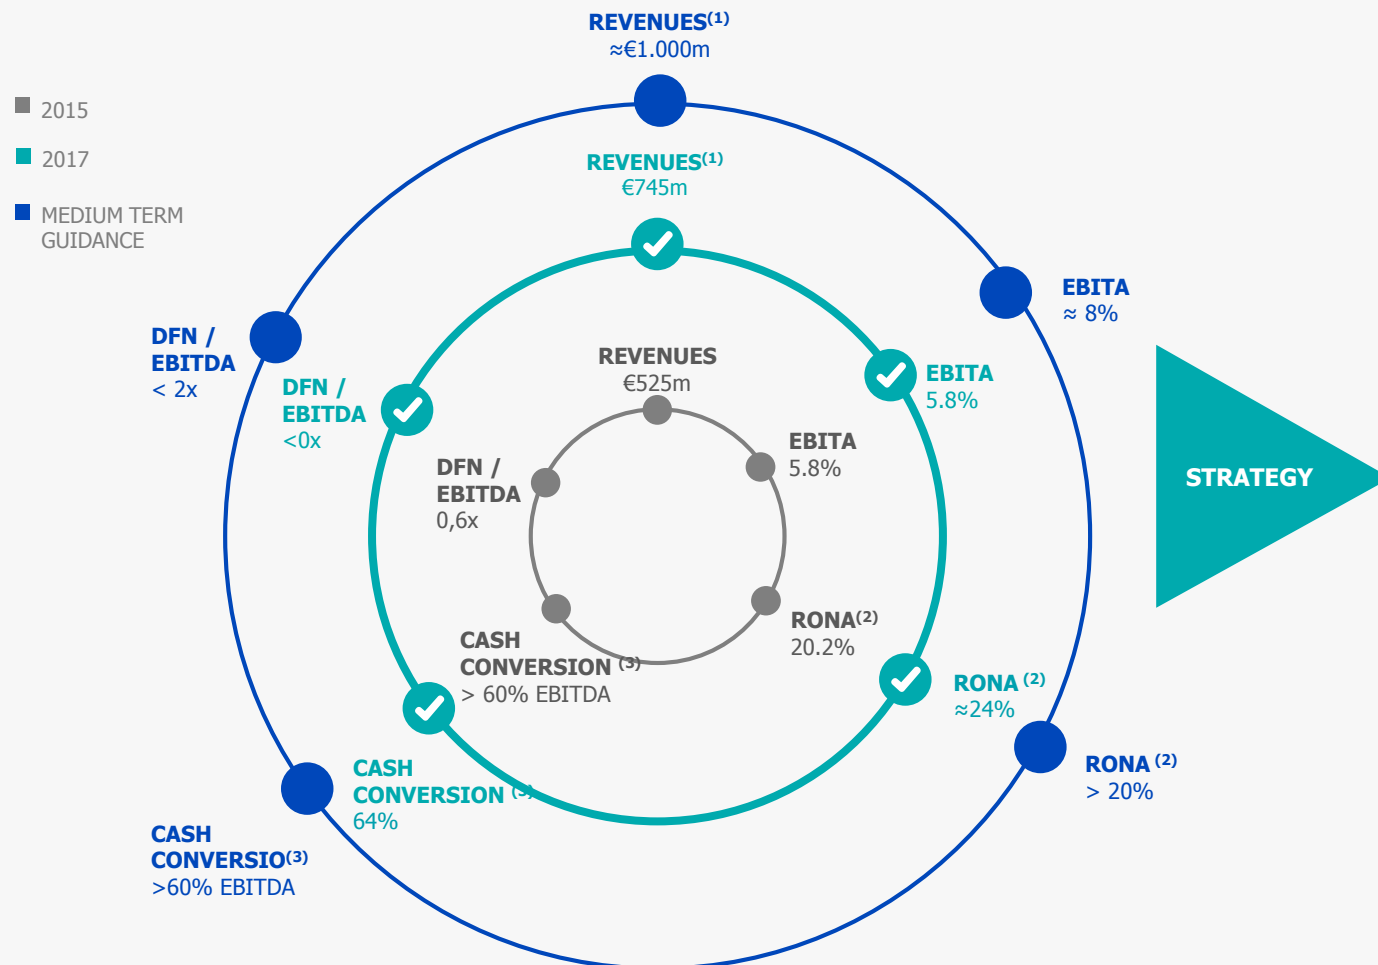 REVENUES(1)
≈€1.000m
2015
2017
MEDIUM TERM
GUIDANCE
REVENUES(1)
€745m
EBITA
≈ 8%
DFN /
EBITDA
< 2x
DFN /
EBITDA
<0x
REVENUES
€525m
EBITA
5.8%
EBITA
5.8%
DFN /
EBITDA
0,6x
STRATEGY
RONA(2)
20.2%
CASH
CONVERSION (3)
> 60% EBITDA
RONA (2)
≈24%
RONA (2)
> 20%
CASH
CONVERSION (3)
64%
CASH
CONVERSIO(3)
>60% EBITDA